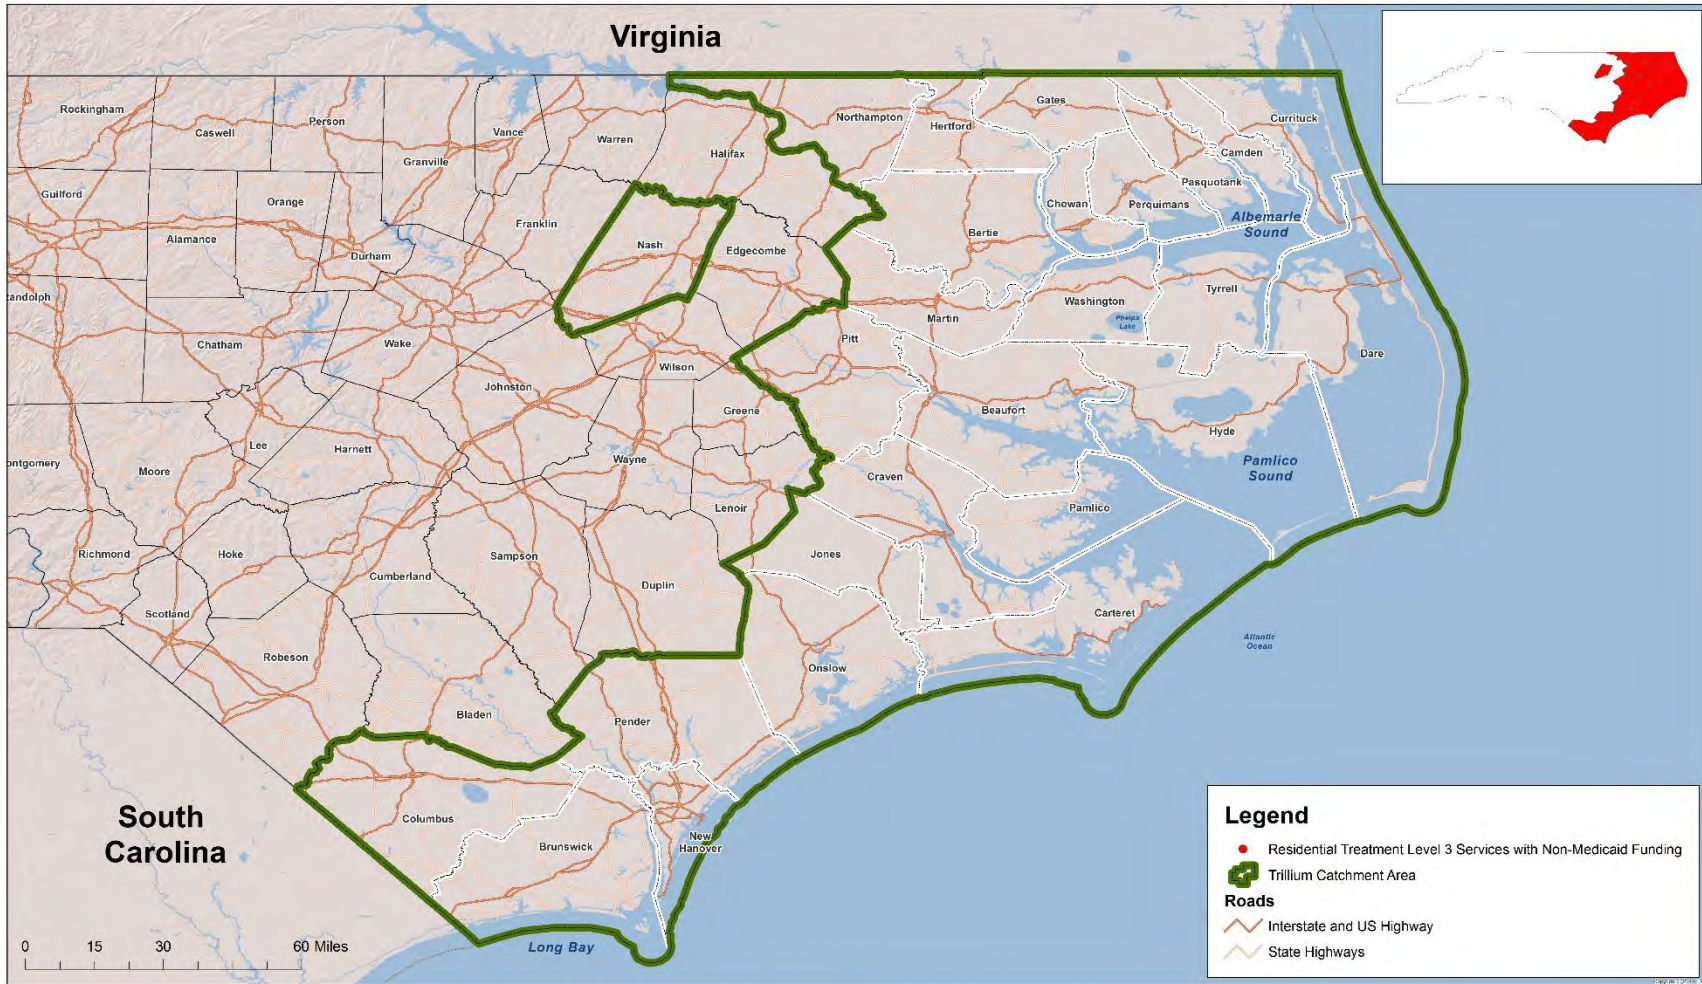 Virginia
Rockingham
Caswell
Person
Vance
Warren
Northampton
Hertford
Gates
Currituck
Granville
Halifax
Camden
Guilford
Orange
Franklin
Pasquotank
Chowan
Perquimans
Albemarle
Sound
Alamance
Nash
Edgecombe
Bertie
Durham
Washington
Tyrrell
Phelps
Lake
Martin
Chatham
Wake
Pitt
Dare
Johnston
Wilson
Greene
Beaufort
Hyde
Lee
Harnett
Moore
Wayne
Craven
Pamlico
Sound
Lenoir
Pamlico
Richmond
Hoke
Sampson
Jones
Cumberland
Duplin
Scotland
Carteret
Atlantic
Ocean
Robeson
Onslow
Bladen
Pender
South
Carolina
Columbus
Brunswick
New
Hanover
Long Bay
0 15 30 60 Miles
Legend
Residential Treatment Level 3 Services with Non-Medicaid Funding
Trillium Catchment Area
Roads
Interstate and US Highway
State Highways